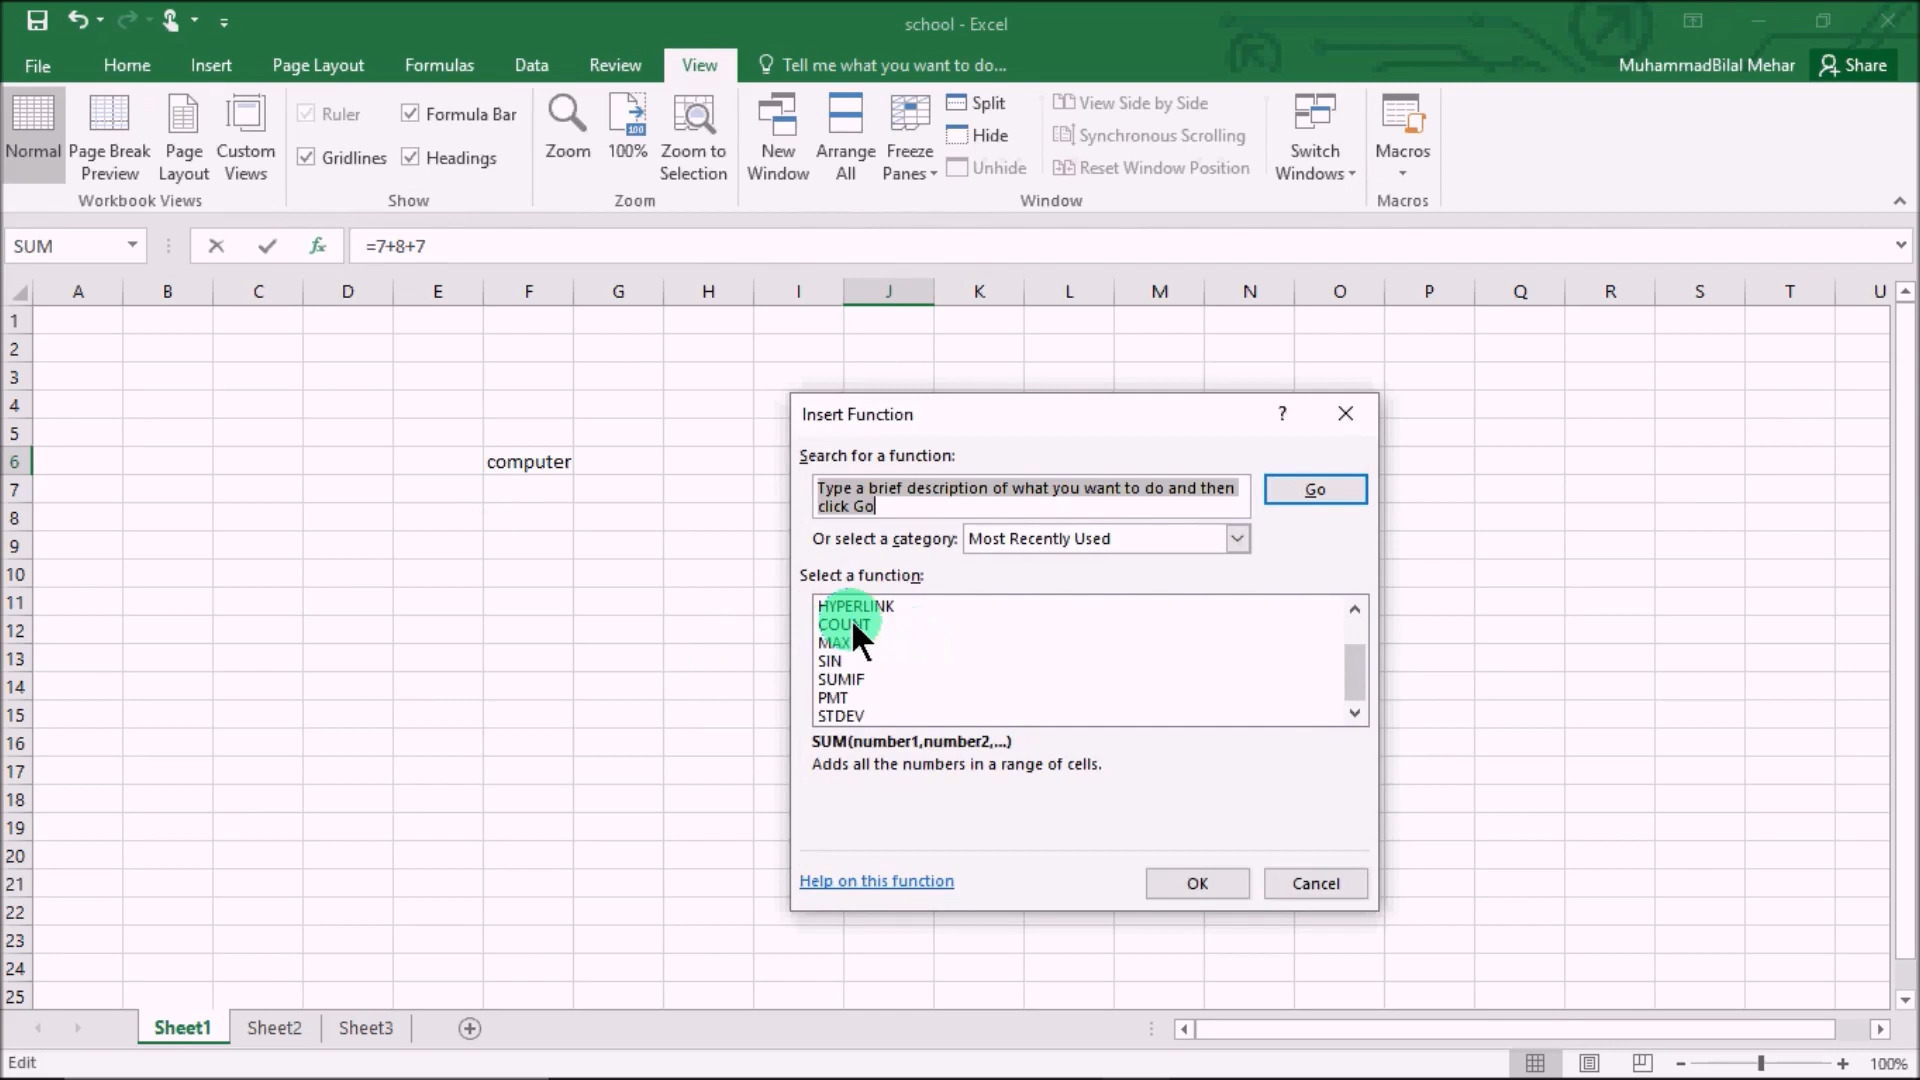 school - Excel
File Home Insert Page Layout Formulas Data Review View Tell me what you want to do... MuhammadBilal Mehar Share
Normal
Page Break Preview
Page Layout
Custom Views
Workbook Views
Ruler
Formula Bar
Gridlines
Headings
Show
Zoom
100
100%
Zoom to Selection
Zoom
New Window
Arrange All
Freeze Panes
Split
Hide
Unhide
View Side by Side
Synchronous Scrolling
Reset Window Position
Window
Switch Windows
Macros
Macros
SUM fx =7+8+7
A B C D E F G H I J K L M N O P Q R S T U
1
2
3
4
5
6 computer
7
8
9
10
11
12
13
14
15
16
17
18
19
20
21
22
23
24
25
Insert Function ?
Search for a function:
Type a brief description of what you want to do and then
click Go
Go
Or select a category: Most Recently Used
Select a function:
HYPERLINK
COUNT
MAX
SIN
SUMIF
PMT
STDEV
SUM(number1,number2,...)
Adds all the numbers in a range of cells.
Help on this function OK Cancel
Sheet1 Sheet2 Sheet3
Edit 100%